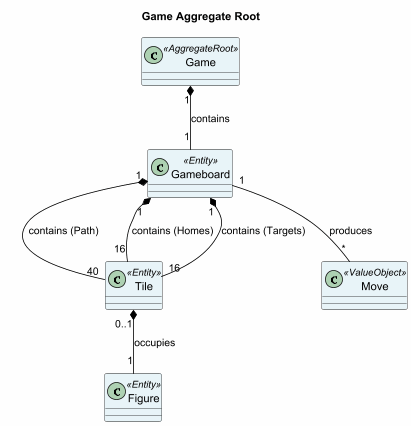 Game Aggregate Root
C «AggregateRoot»
Game
1
contains
1
C «Entity»
Gameboard
1
1
1
1
contains (Path)
contains (Homes)
contains (Targets)
produces
40
16
16
*
C «Entity»
Tile
C «ValueObject»
Move
0..1
occupies
1
C «Entity»
Figure